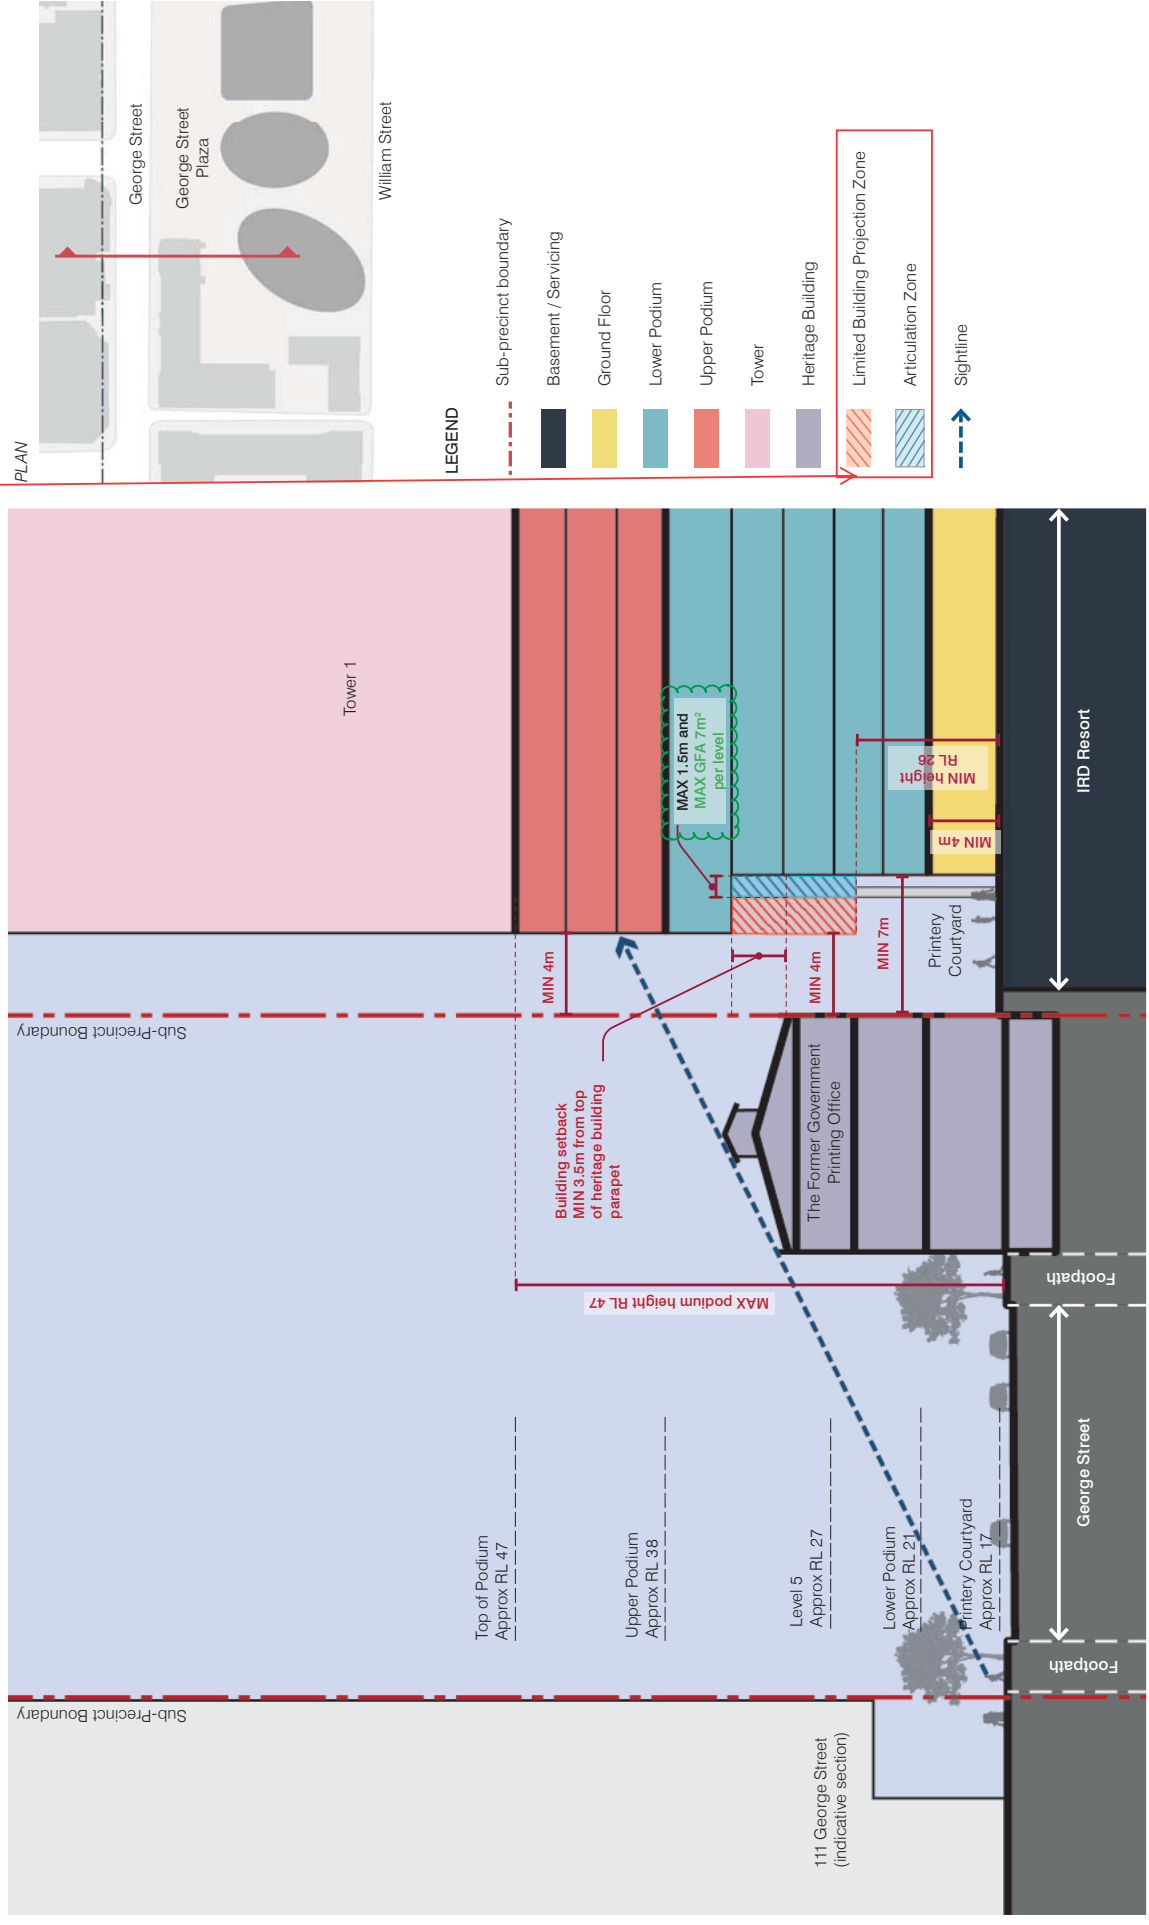 PLAN
George Street
George Street
Plaza
William Street
LEGEND
Sub-precinct boundary
Basement / Servicing
Ground Floor
Lower Podium
Upper Podium
Tower
Heritage Building
Limited Building Projection Zone
Articulation Zone
Sightline
Sub-Precinct Boundary
Sub-Precinct Boundary
Tower 1
Top of Podium
Approx RL 47
Upper Podium
Approx RL 38
Level 5
Approx RL 27
Lower Podium
Approx RL 21
Printery Courtyard
Approx RL 17
MAX podium height RL 47
Building setback
MIN 3.5m from top
of heritage building
parapet
MIN 4m
MAX 1.5m and
MAX GFA 7m²
per level
MIN 4m
MIN 7m
MIN height
RL 26
MIN 4m
The Former Government
Printing Office
Printery
Courtyard
111 George Street
(indicative section)
Footpath
George Street
Footpath
IRD Resort